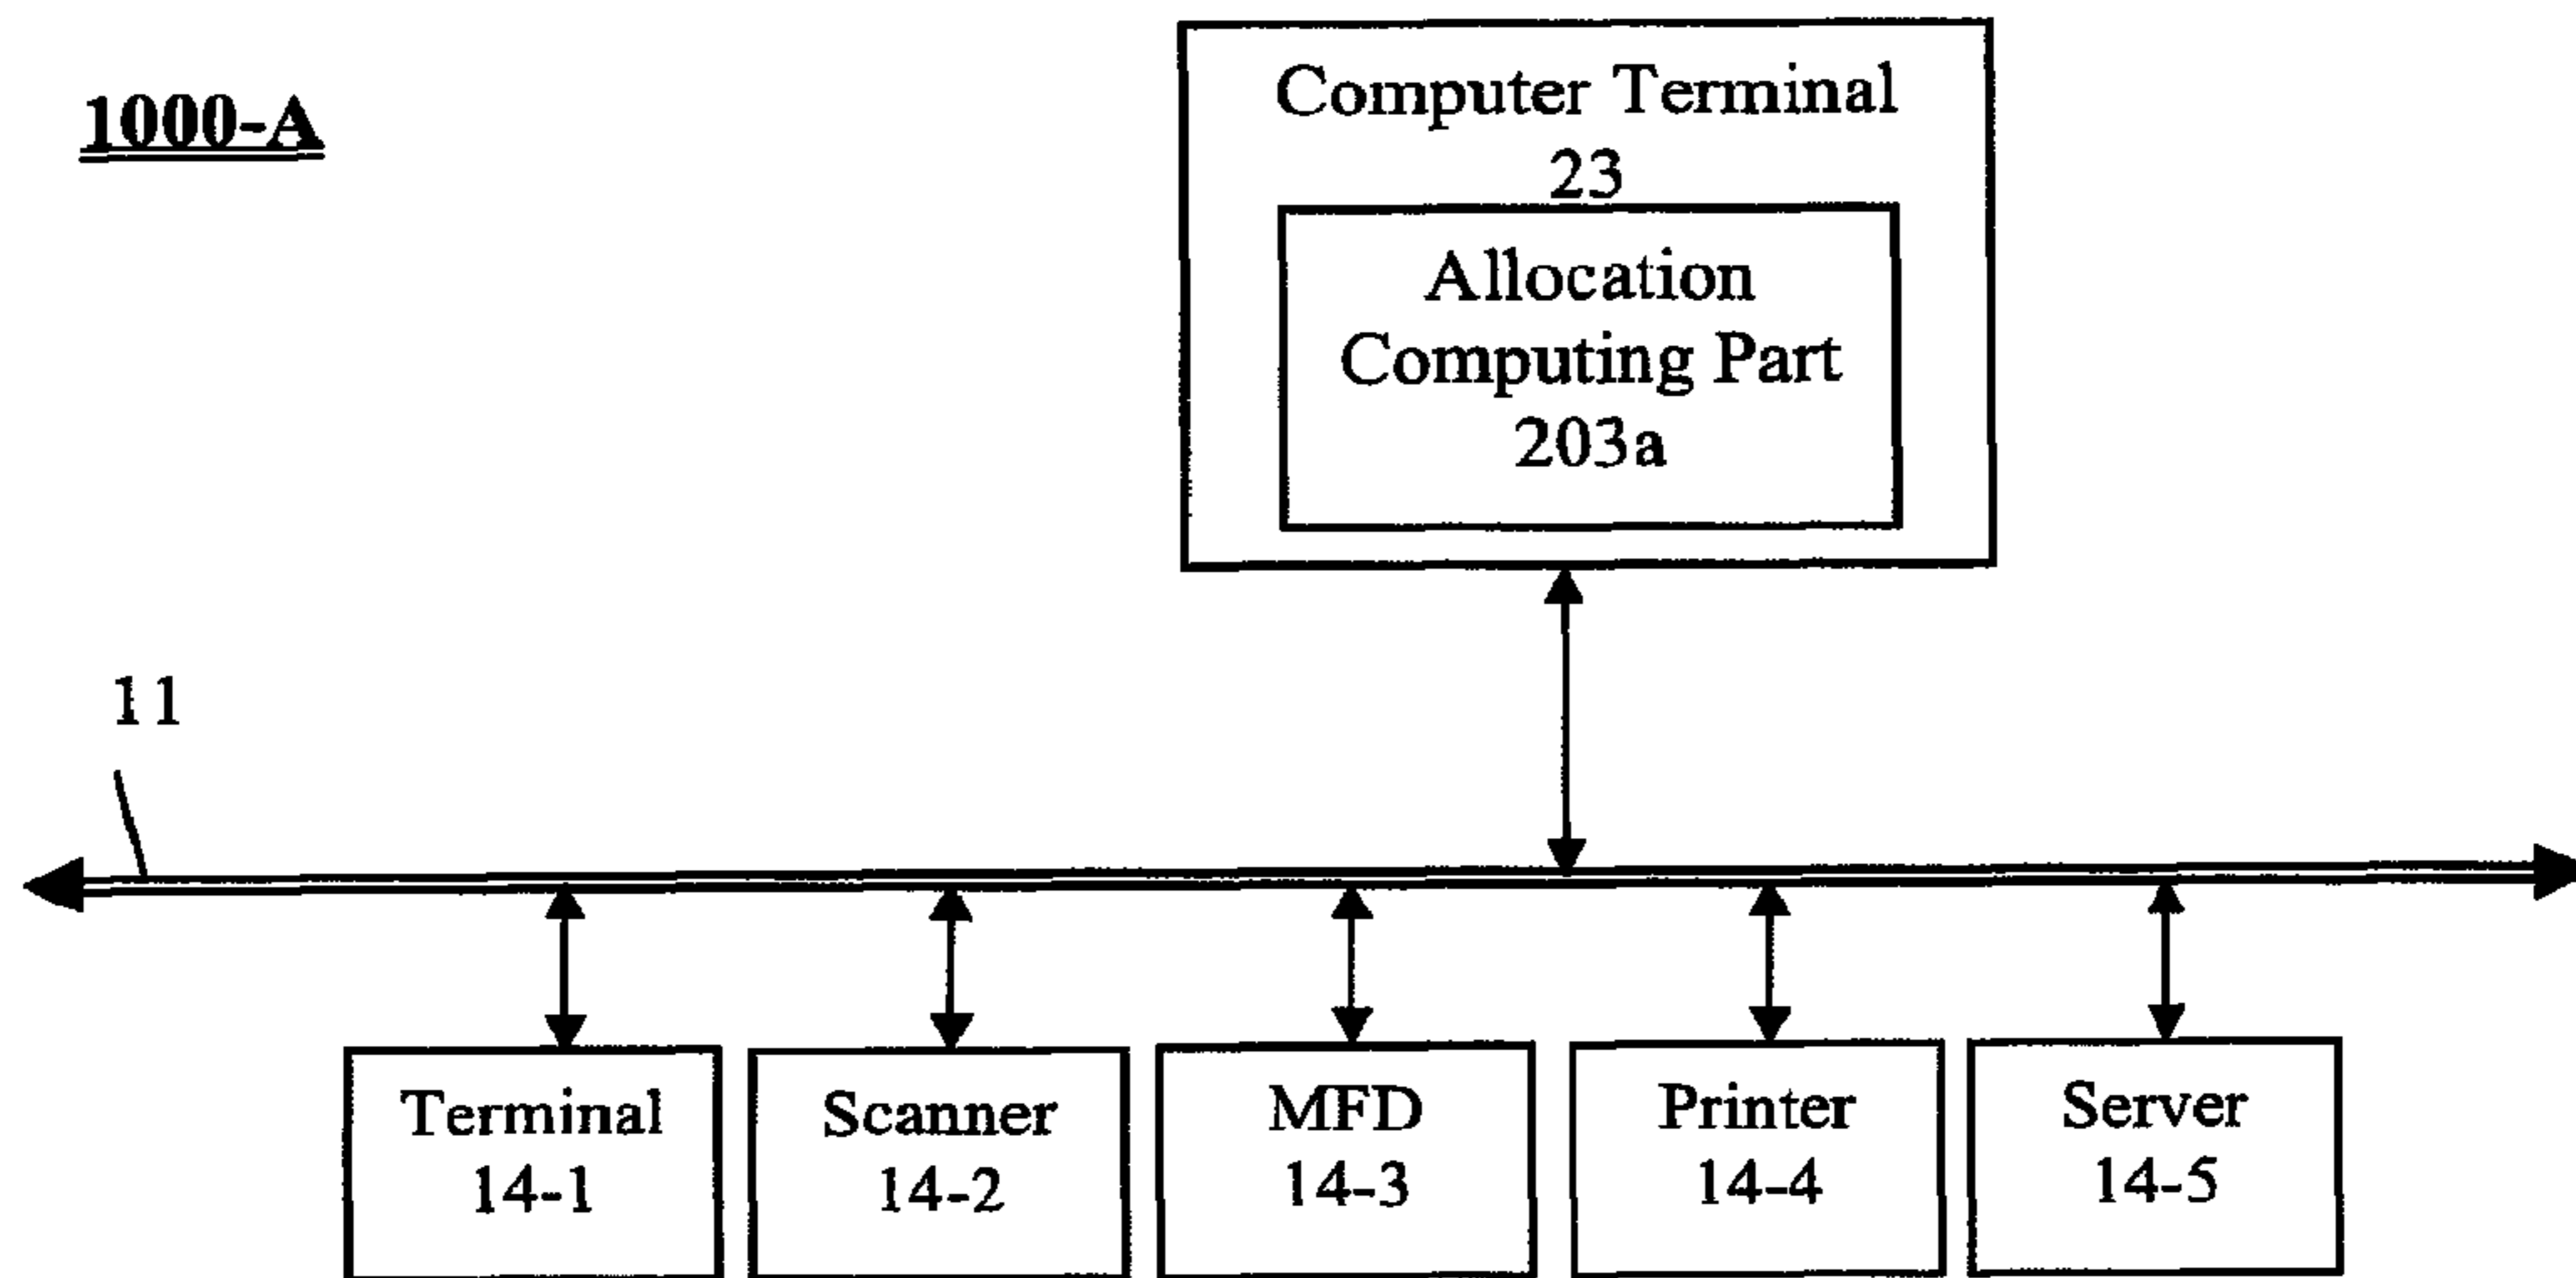 1000-A
Computer Terminal
23
Allocation
Computing Part
203a
11
Terminal
14-1
Scanner
14-2
MFD
14-3
Printer
14-4
Server
14-5